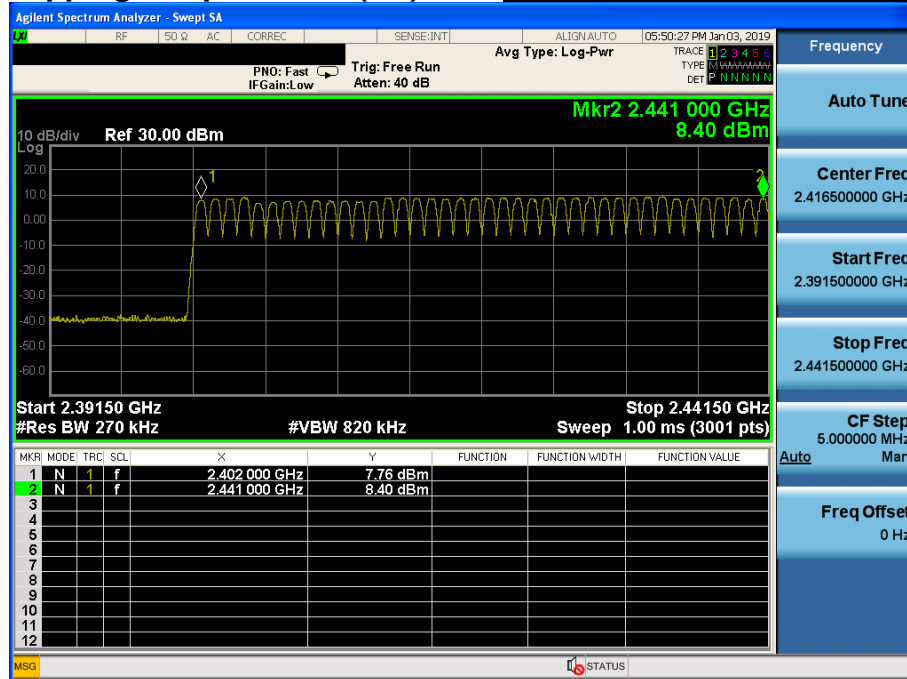 Agilent Spectrum Analyzer - Swept SA
LXI RF 50 Ω AC CORREC SENSE:INT ALIGN AUTO 05:50:27 PM Jan 03, 2019
PNO: Fast
IFGain:Low
Trig: Free Run
Atten: 40 dB
Avg Type: Log-Pwr
TRACE 1 2 3 4 5 6
TYPE M
DET P N N N N N
Mkr2 2.441 000 GHz
8.40 dBm
10 dB/div Ref 30.00 dBm
Log
20.0
10.0
0.00
-10.0
-20.0
-30.0
-40.0
-50.0
-60.0
1
2
Start 2.39150 GHz Stop 2.44150 GHz
#Res BW 270 kHz #VBW 820 kHz Sweep 1.00 ms (3001 pts)
MKR MODE TRC SCL X Y FUNCTION FUNCTION WIDTH FUNCTION VALUE
1 N 1 f 2.402 000 GHz 7.76 dBm
2 N 1 f 2.441 000 GHz 8.40 dBm
3
4
5
6
7
8
9
10
11
12
MSG STATUS
Frequency
Auto Tune
Center Freq
2.416500000 GHz
Start Freq
2.391500000 GHz
Stop Freq
2.441500000 GHz
CF Step
5.000000 MHz
Auto Man
Freq Offset
0 Hz